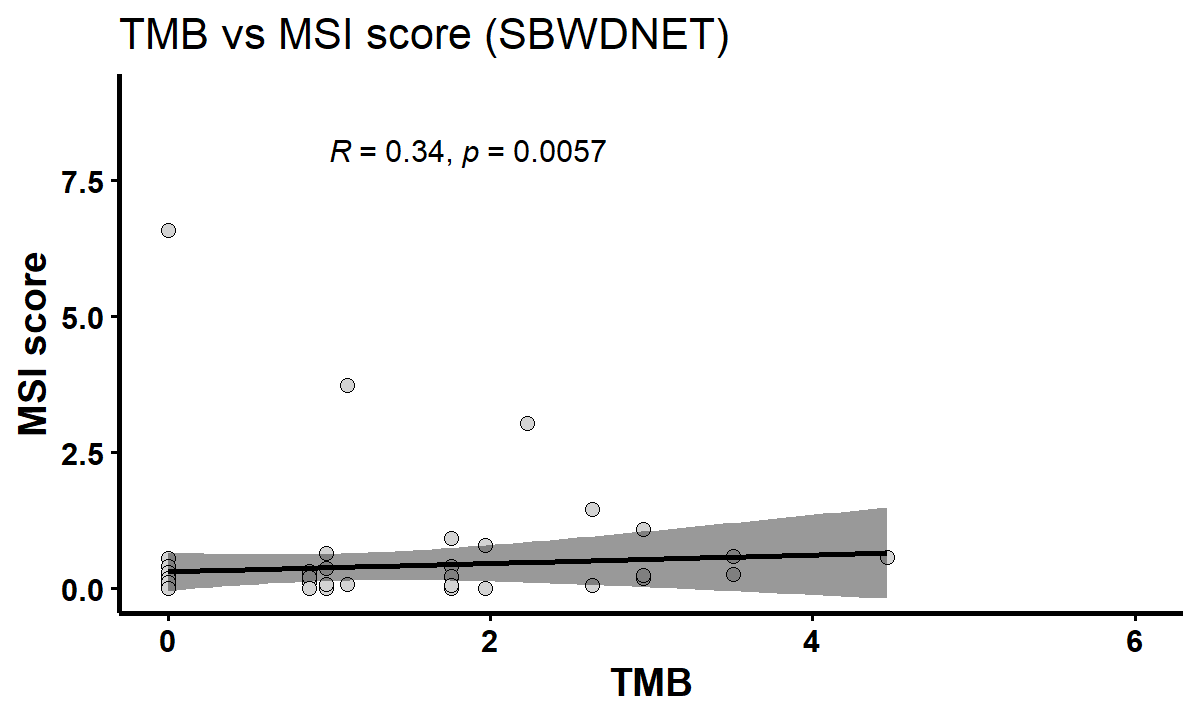 TMB vs MSI score (SBWDNET)
R = 0.34, p = 0.0057
7.5
5.0
2.5
0.0
MSI score
0 2 4 6
TMB